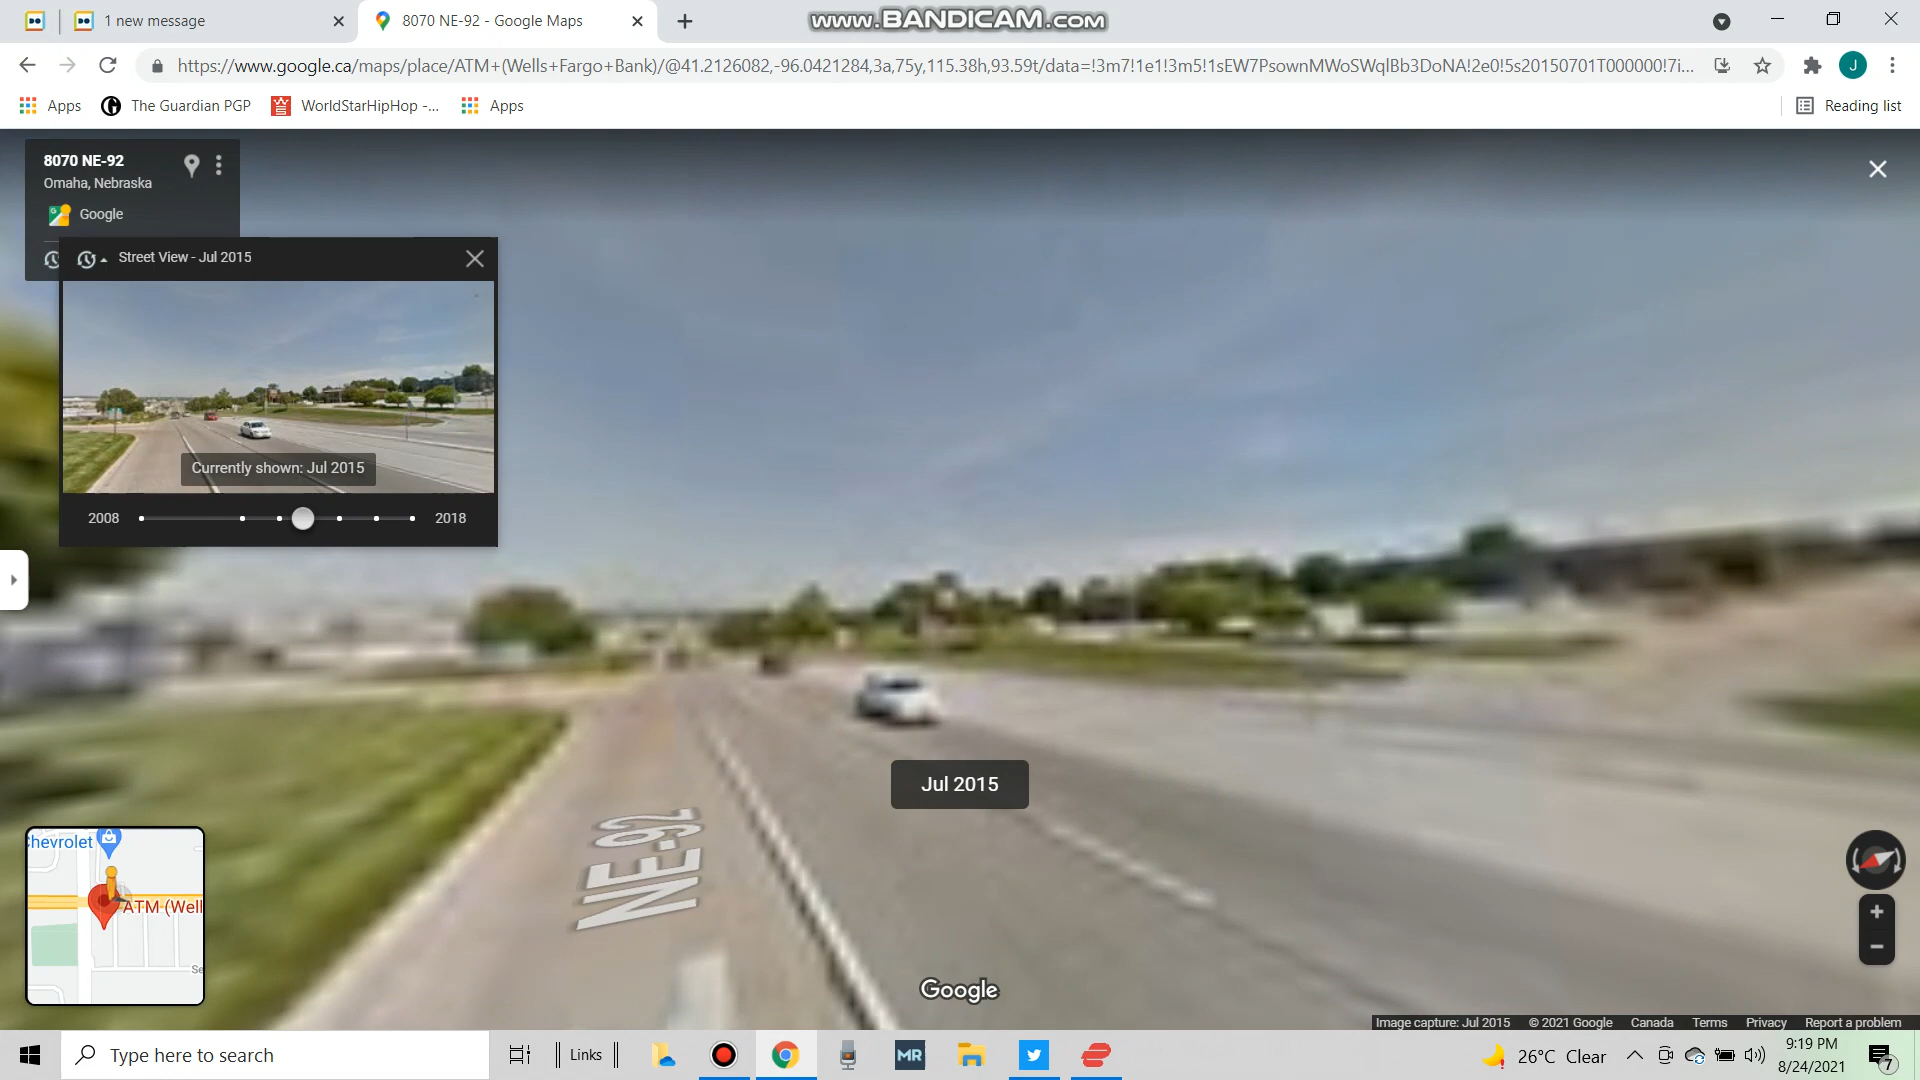 1 new message
8070 NE-92 - Google Maps
www.BANDICAM.com
https://www.google.ca/maps/place/ATM+(Wells+Fargo+Bank)/@41.2126082,-96.0421284,3a,75y,115.38h,93.59t/data=!3m7!1e1!3m5!1sEW7PsownMWoSWqlBb3DoNA!2e0!5s20150701T000000!7i...
Apps
The Guardian PGP
WorldStarHipHop -...
Apps
Reading list
8070 NE-92
Omaha, Nebraska
Google
Street View - Jul 2015
Currently shown: Jul 2015
2008
2018
Jul 2015
NE-92
Chevrolet
ATM (Well
Se
Google
Image capture: Jul 2015 © 2021 Google Canada Terms Privacy Report a problem
Type here to search
Links
MR
26°C Clear
9:19 PM
8/24/2021
7
J